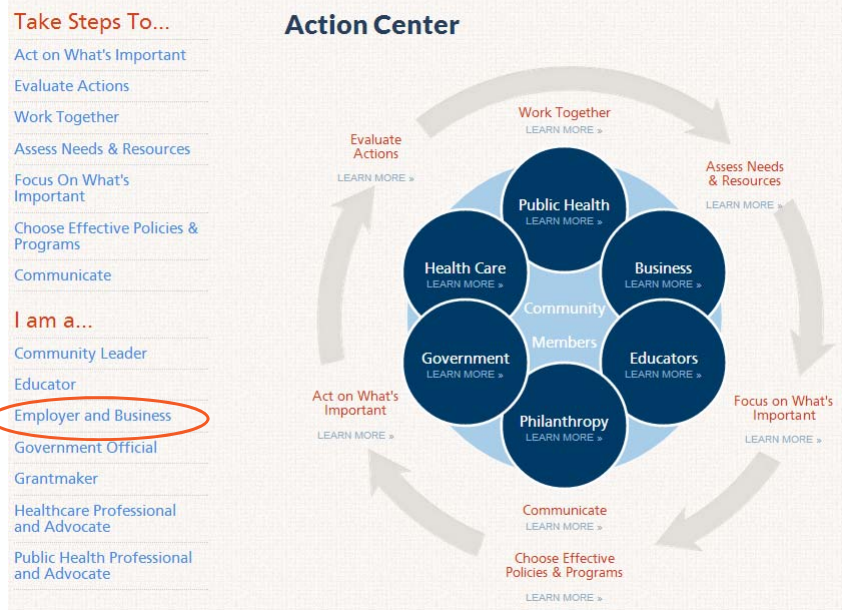 Take Steps To...
Act on What's Important
Evaluate Actions
Work Together
Assess Needs & Resources
Focus On What's
Important
Choose Effective Policies &
Programs
Communicate
I am a...
Community Leader
Educator
Employer and Business
Government Official
Grantmaker
Healthcare Professional
and Advocate
Public Health Professional
and Advocate
Action Center
Work Together
LEARN MORE »
Evaluate
Actions
LEARN MORE »
Assess Needs
& Resources
LEARN MORE »
Public Health
LEARN MORE »
Health Care
LEARN MORE »
Business
LEARN MORE »
Community
Members
Government
LEARN MORE »
Educators
LEARN MORE »
Philanthropy
LEARN MORE »
Act on What's
Important
LEARN MORE »
Focus on What's
Important
LEARN MORE »
Communicate
LEARN MORE »
Choose Effective
Policies & Programs
LEARN MORE »